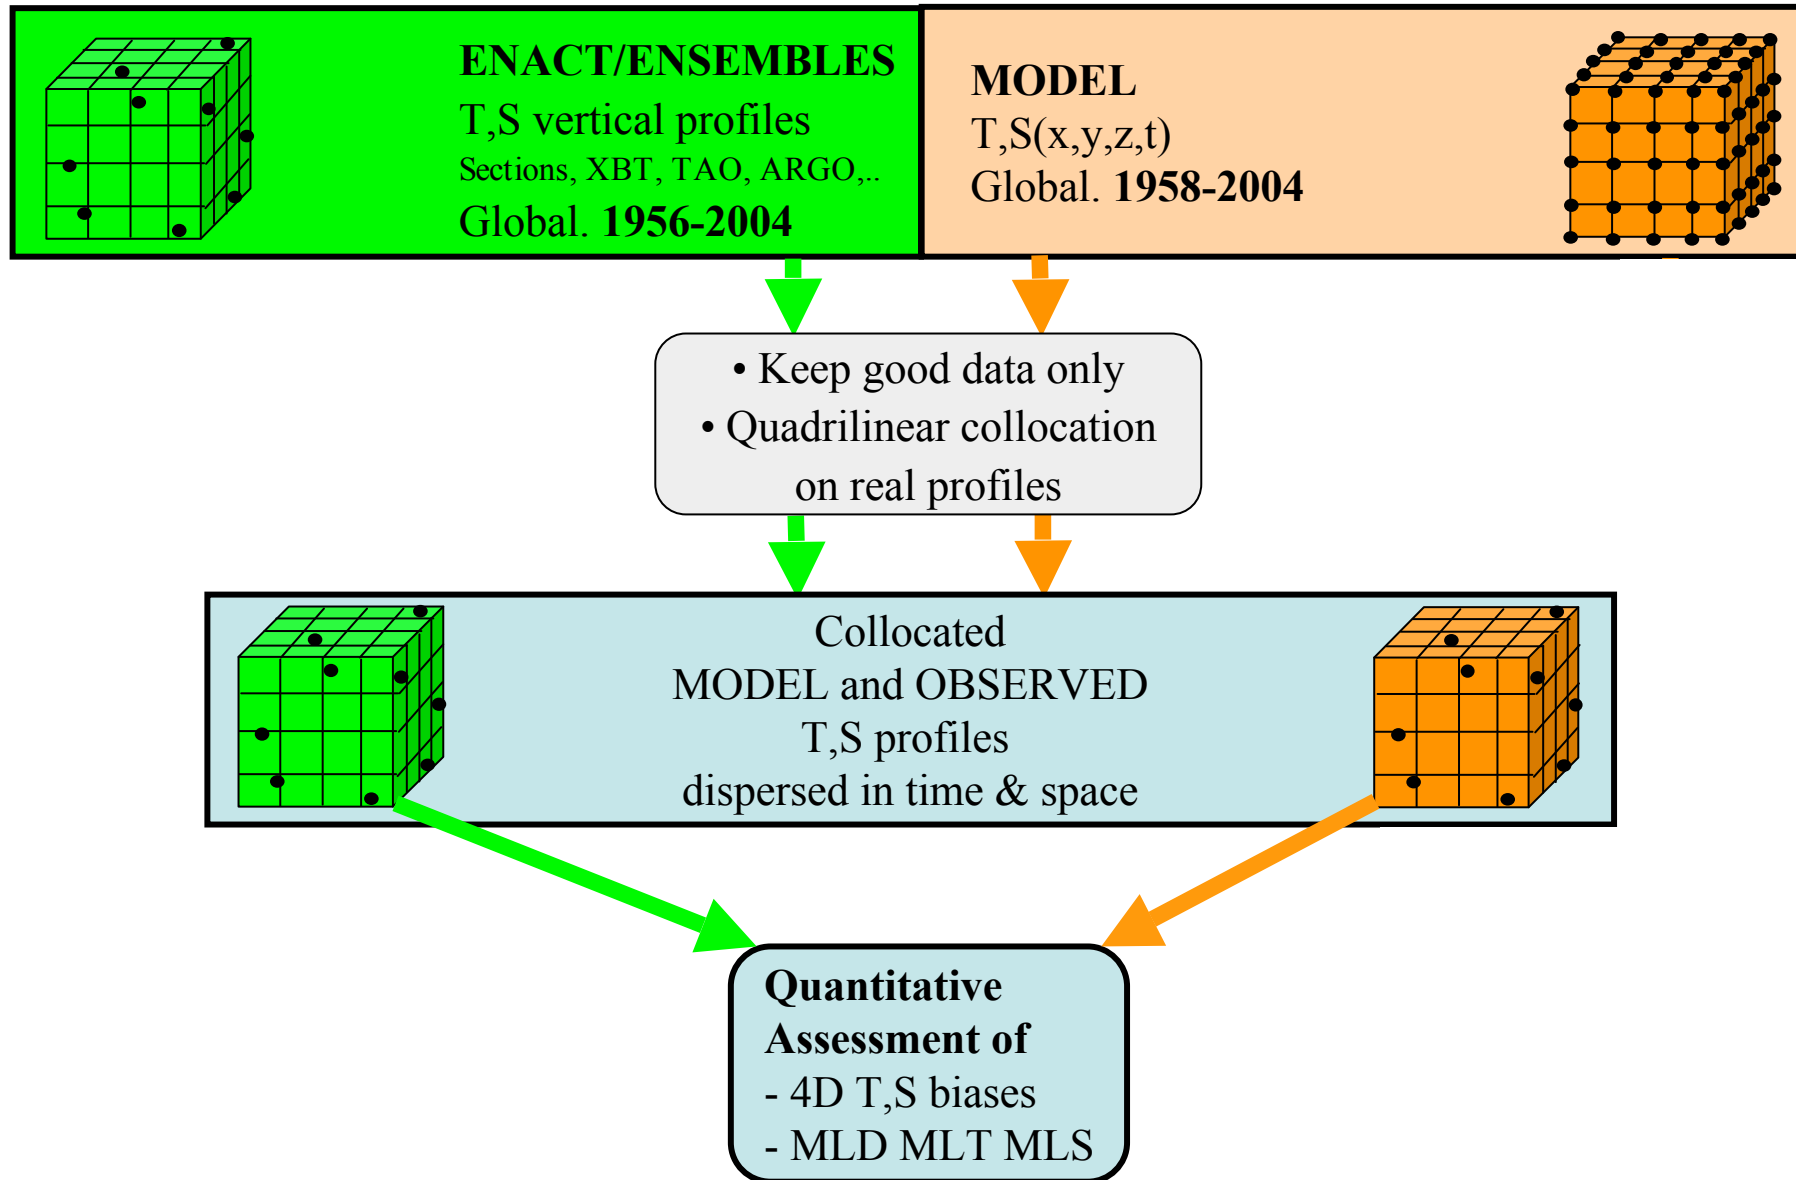 ENACT/ENSEMBLES
T,S vertical profiles
Sections, XBT, TAO, ARGO,..
Global. 1956-2004
MODEL
T,S(x,y,z,t)
Global. 1958-2004
• Keep good data only
• Quadrilinear collocation
on real profiles
Collocated
MODEL and OBSERVED
T,S profiles
dispersed in time & space
Quantitative
Assessment of
- 4D T,S biases
- MLD MLT MLS